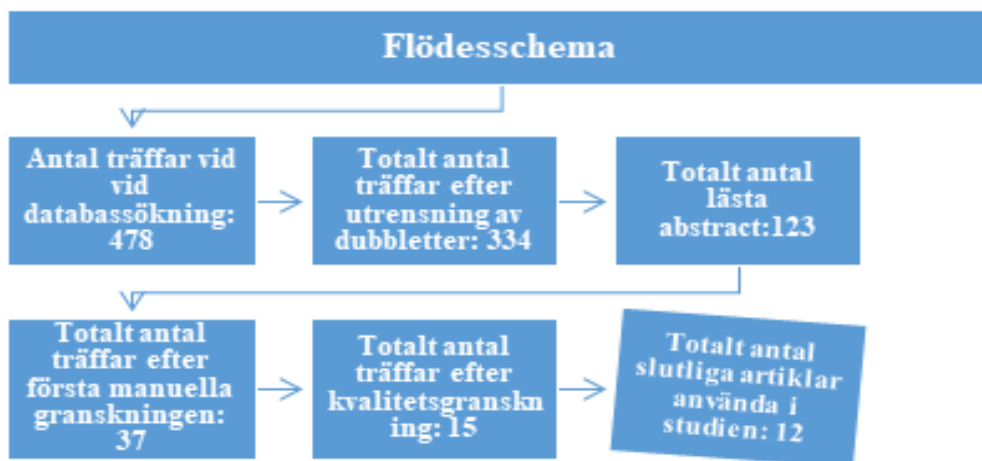 Flödesschema
Antal träffar vid
vid
databassökning:
478
Totalt antal
träffar efter
utrensning av
dubbletter: 334
Totalt antal
lästa
abstract:123
Totalt antal
träffar efter
första manuella
granskningen:
37
Totalt antal
träffar efter
kvalitetsgranskn
ing: 15
Totalt antal
slutliga artiklar
använda i
studien: 12